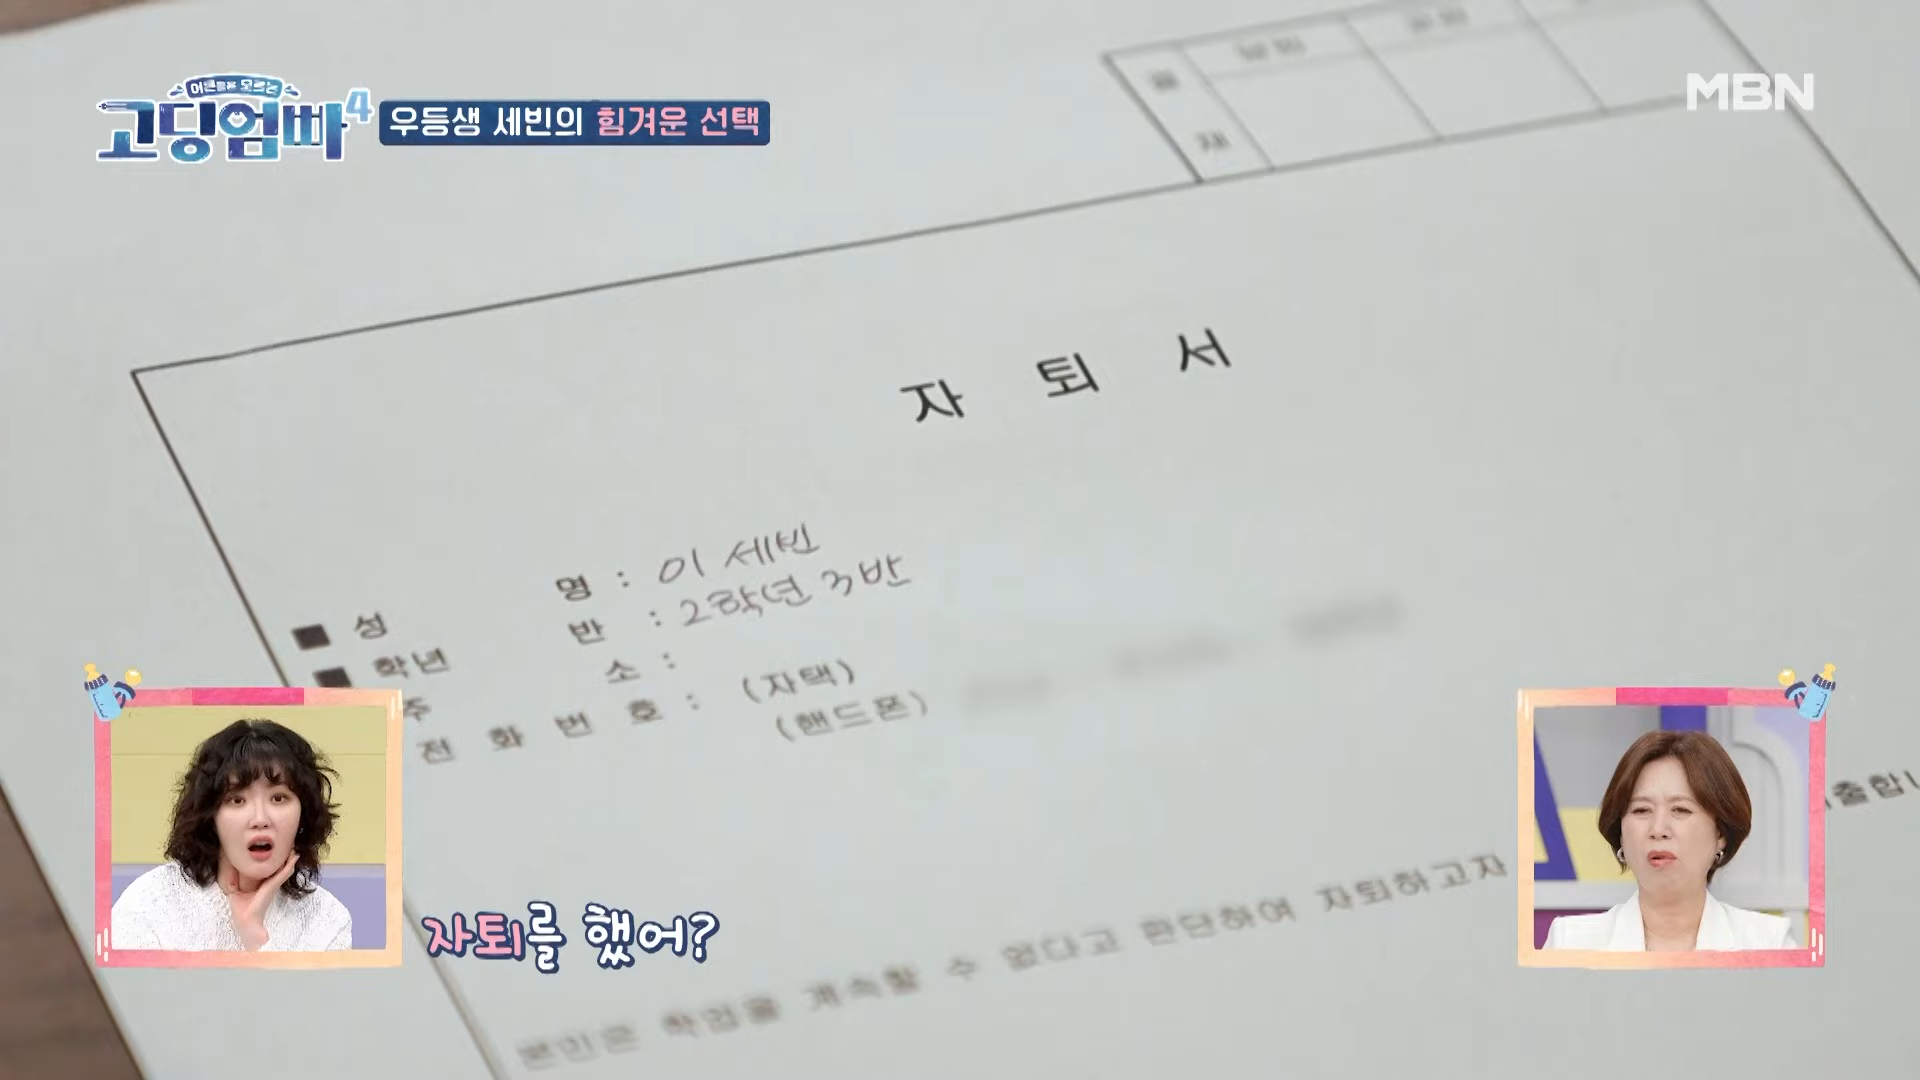 어른들은 모르는
고딩엄빠4
우등생 세빈의 힘겨운 선택
MBN
결
재
자 퇴 서
■ 성 명 : 이 세빈
■ 학년 반 : 2학년 3반
주 소 :
전 화 번 호 : (자택)
(핸드폰)
출합니
본인은 학업을 계속할 수 없다고 판단하여 자퇴하고자
자퇴를 했어?